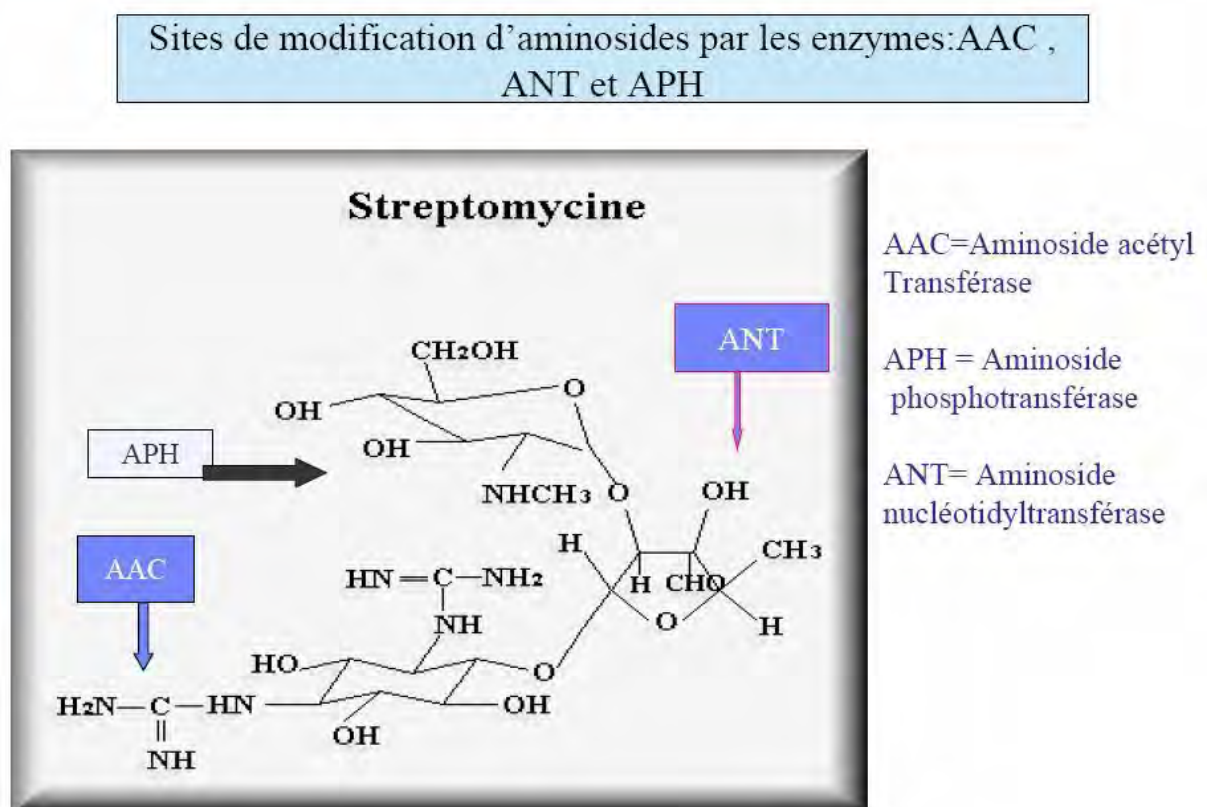 Sites de modification d'aminosides par les enzymes:AAC ,
ANT et APH
Streptomycine
AAC=Aminoside acétyl
Transférase
ANT
APH = Aminoside
phosphotransférase
CH2OH
O
OH
OH
APH
NHCH3
O
OH
ANT= Aminoside
nucléotidyltransférase
H
CH3
AAC
HN=C—NH2
H
CHO
NH
O
H
HO
O
H2N—C—HN
OH
NH
OH